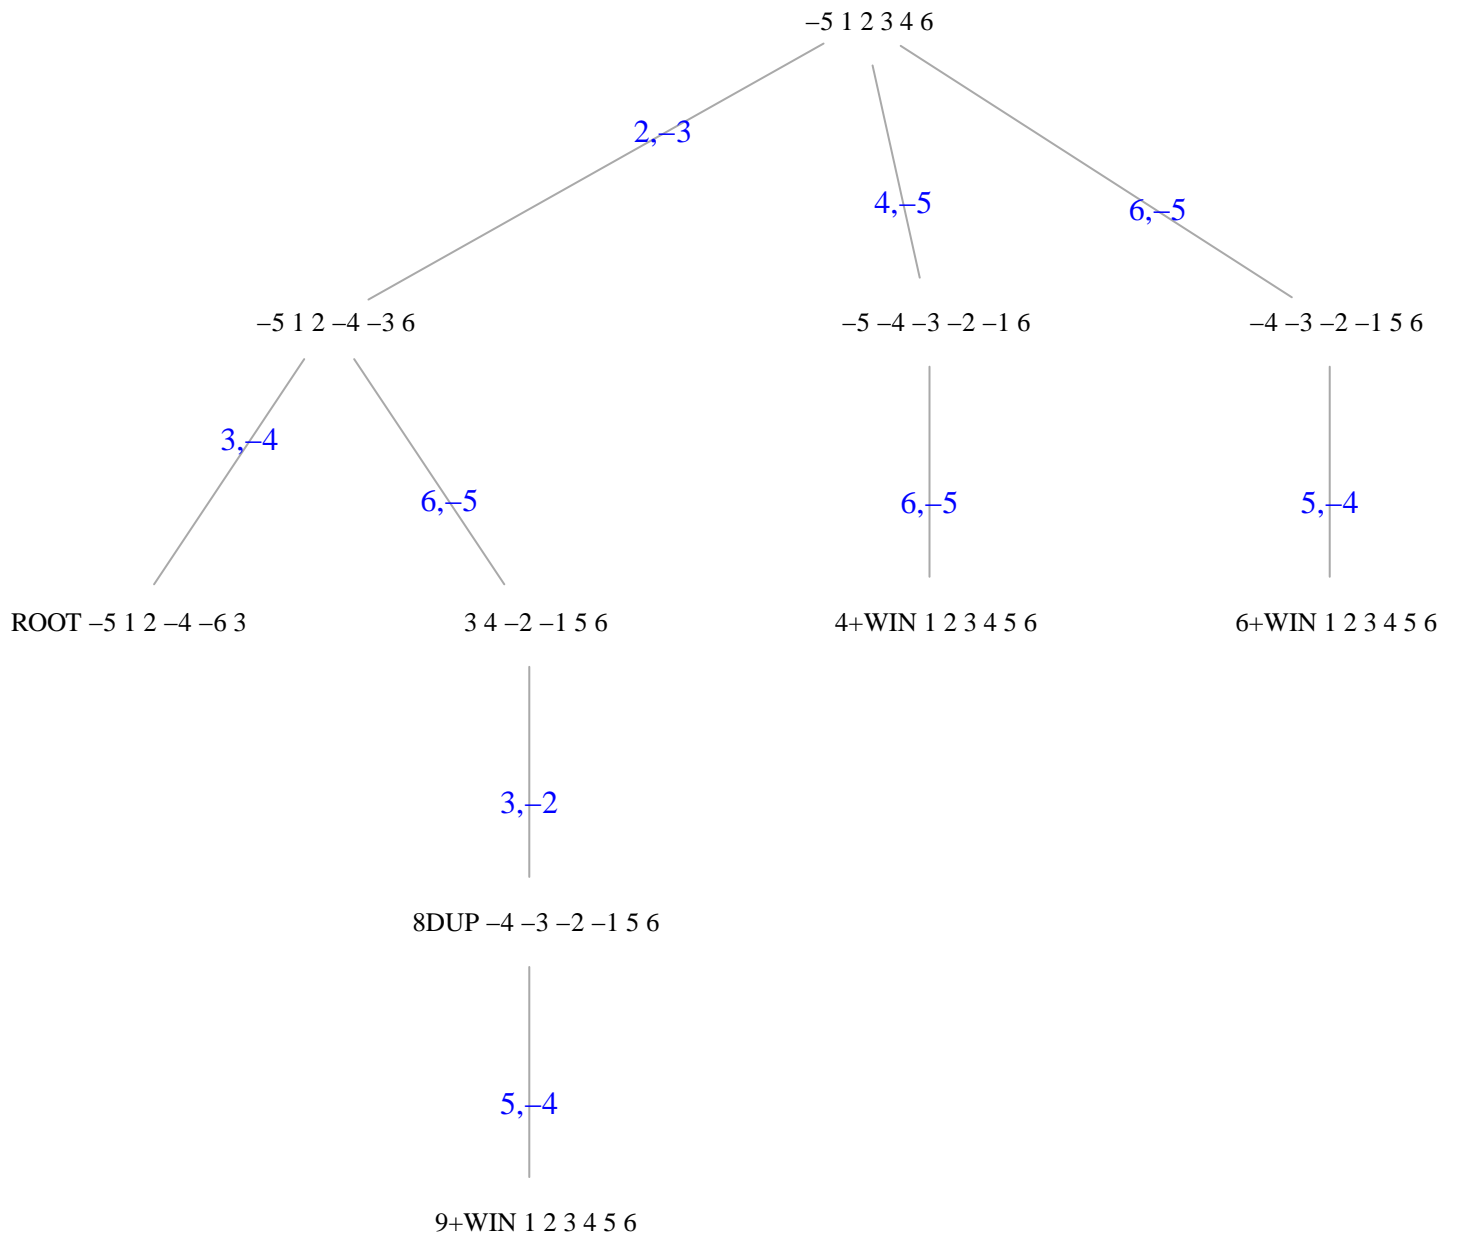 –5 1 2 3 4 6
2,–3
4,–5
6,–5
–5 1 2 –4 –3 6
–5 –4 –3 –2 –1 6
–4 –3 –2 –1 5 6
3,–4
6,–5
6,–5
5,–4
ROOT –5 1 2 –4 –6 3
3 4 –2 –1 5 6
4+WIN 1 2 3 4 5 6
6+WIN 1 2 3 4 5 6
3,–2
8DUP –4 –3 –2 –1 5 6
5,–4
9+WIN 1 2 3 4 5 6